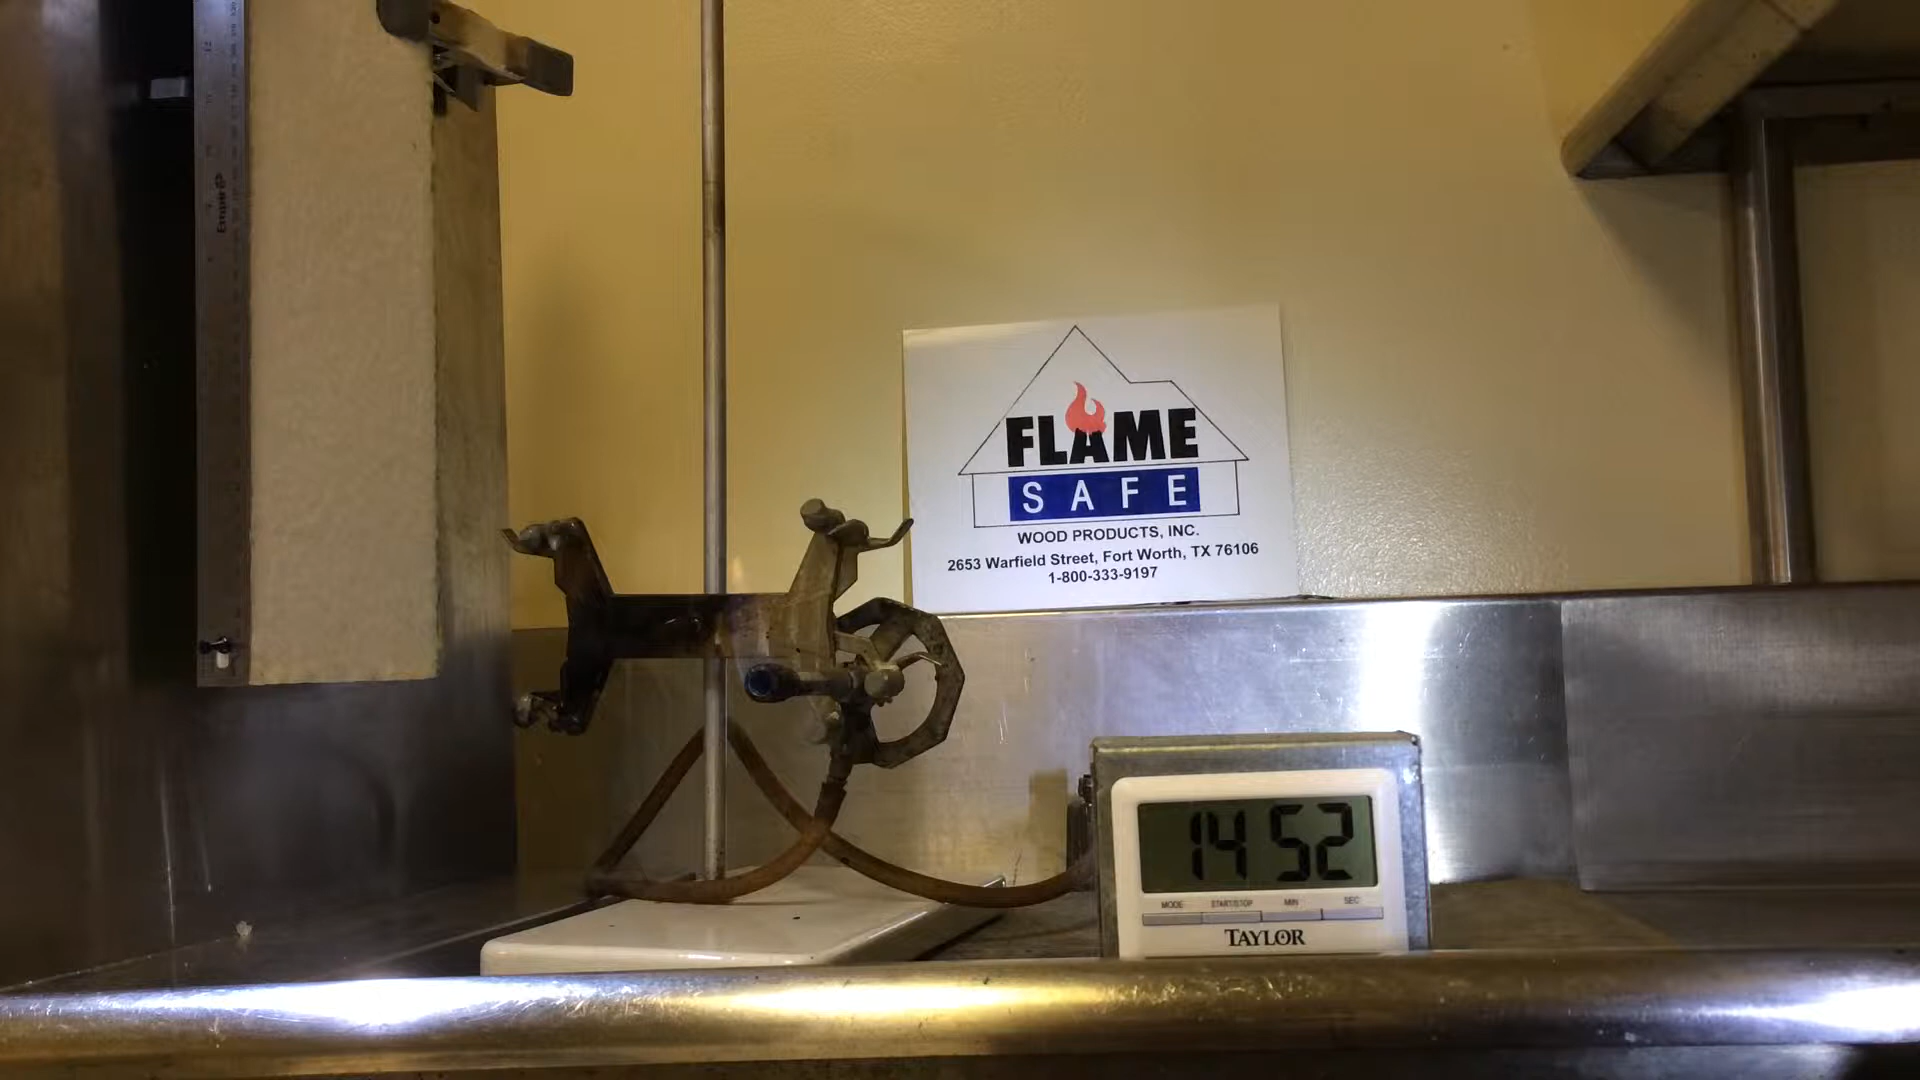 Empire
FLAME
SAFE
WOOD PRODUCTS, INC.
2653 Warfield Street, Fort Worth, TX 76106
1-800-333-9197
14 52
MODE START/STOP MIN SEC
TAYLOR